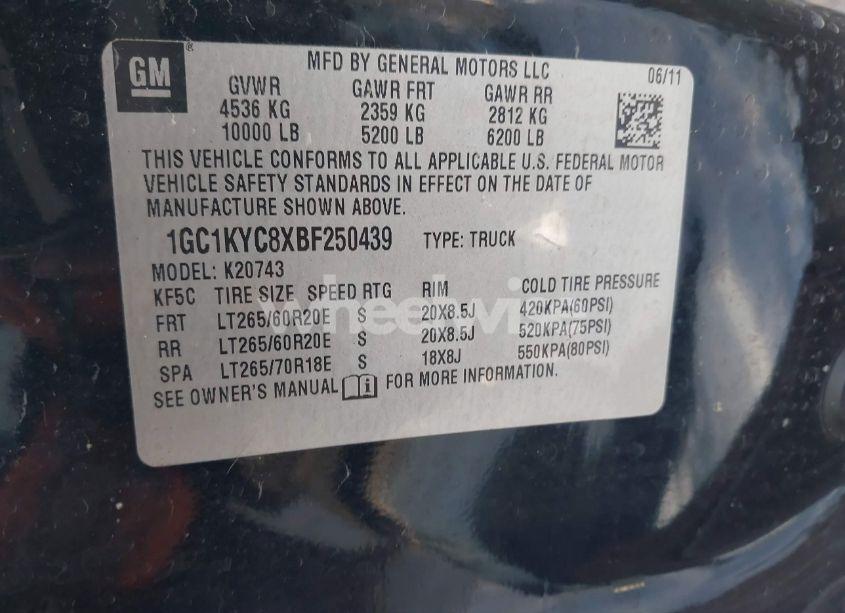 GM ®
MFD BY GENERAL MOTORS LLC 06/11
GVWR GAWR FRT GAWR RR
4536 KG 2359 KG 2812 KG
10000 LB 5200 LB 6200 LB
THIS VEHICLE CONFORMS TO ALL APPLICABLE U.S. FEDERAL MOTOR
VEHICLE SAFETY STANDARDS IN EFFECT ON THE DATE OF
MANUFACTURE SHOWN ABOVE.
1GC1KYC8XBF250439 TYPE: TRUCK
MODEL: K20743
KF5C TIRE SIZE SPEED RTG RIM COLD TIRE PRESSURE
FRT LT265/60R20E S 20X8.5J 420KPA(60PSI)
RR LT265/60R20E S 20X8.5J 520KPA(75PSI)
SPA LT265/70R18E S 18X8J 550KPA(80PSI)
SEE OWNER'S MANUAL i FOR MORE INFORMATION.